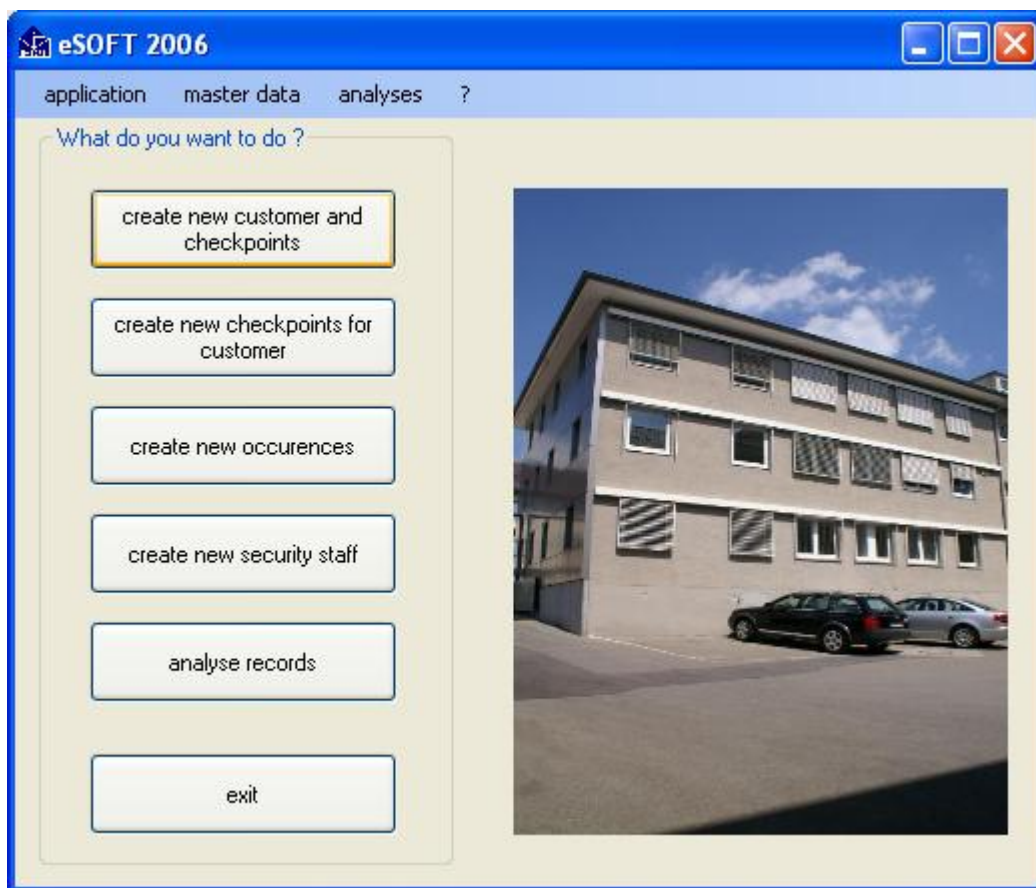 eSOFT 2006
application master data analyses ?
What do you want to do ?
create new customer and
checkpoints
create new checkpoints for
customer
create new occurences
create new security staff
analyse records
exit